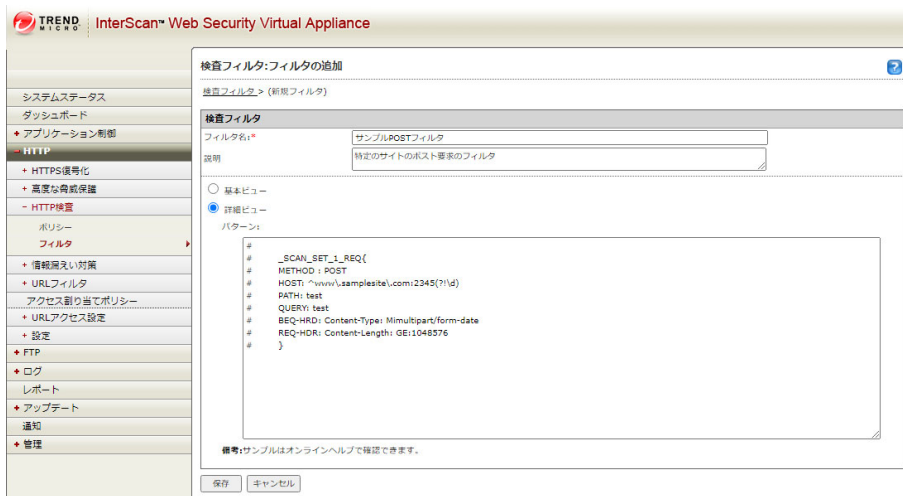 TREND MICRO InterScan™ Web Security Virtual Appliance
検査フィルタ:フィルタの追加
?
検査フィルタ > (新規フィルタ)
システムステータス
ダッシュボード
+ アプリケーション制御
- HTTP
+ HTTPS復号化
+ 高度な脅威保護
- HTTP検査
ポリシー
フィルタ
+ 情報漏えい対策
+ URLフィルタ
アクセス割り当てポリシー
+ URLアクセス設定
+ 設定
+ FTP
+ ログ
レポート
+ アップデート
通知
+ 管理
検査フィルタ
フィルタ名:* サンプルPOSTフィルタ
説明 特定のサイトのポスト要求のフィルタ
基本ビュー
詳細ビュー
パターン:
#
# _SCAN_SET_1_REQ{
# METHOD : POST
# HOST: ^www\.samplesite\.com:2345(?!\d)
# PATH: test
# QUERY: test
# BEQ-HRD: Content-Type: Mimultipart/form-date
# REQ-HDR: Content-Length: GE:1048576
# }
備考:サンプルはオンラインヘルプで確認できます。
保存 キャンセル